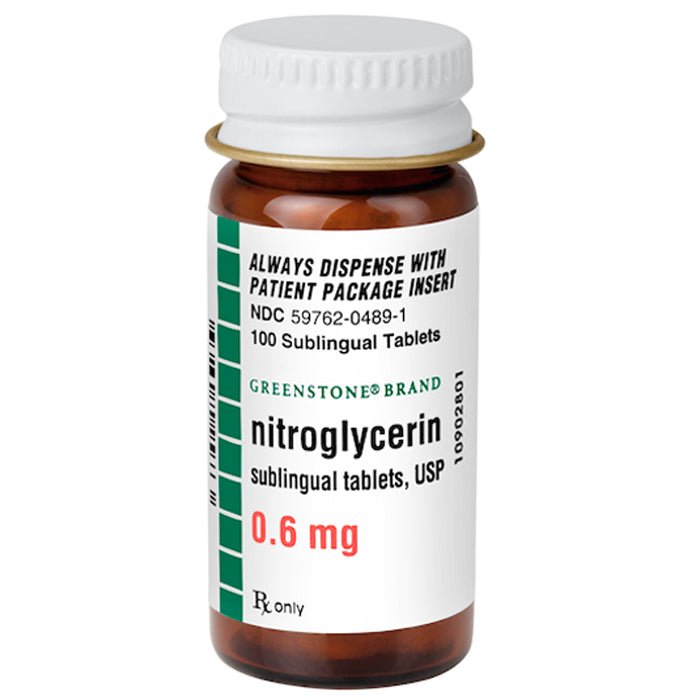 ALWAYS DISPENSE WITH
PATIENT PACKAGE INSERT
NDC 59762-0489-1
100 Sublingual Tablets
GREENSTONE® BRAND
nitroglycerin
sublingual tablets, USP
0.6 mg
Rx only
10902801